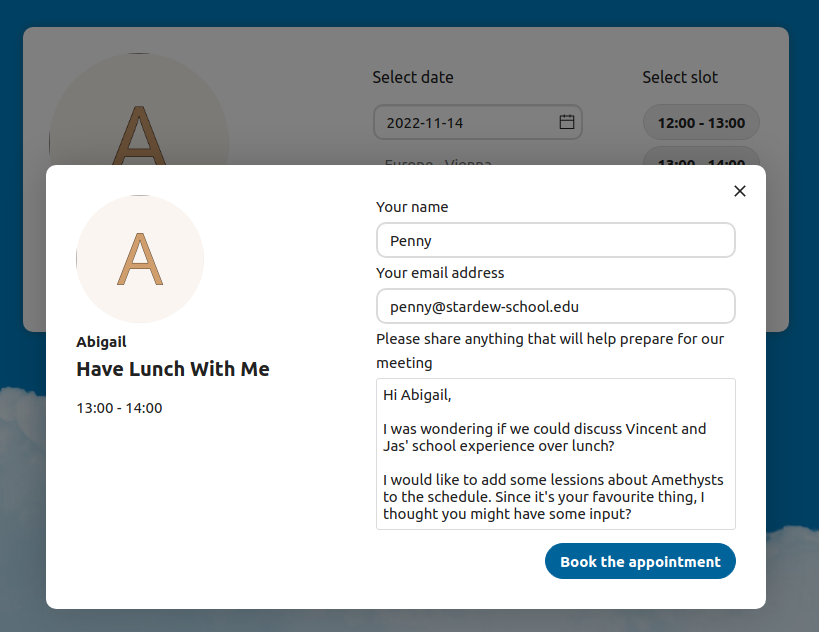 Select date
Select slot
A
2022-11-14
12:00 - 13:00
Europe - Vienna
13:00 - 14:00
Your name
A
Penny
Your email address
penny@stardew-school.edu
Abigail
Have Lunch With Me
13:00 - 14:00
Please share anything that will help prepare for our
meeting
Hi Abigail,
I was wondering if we could discuss Vincent and
Jas' school experience over lunch?
I would like to add some lessions about Amethysts
to the schedule. Since it's your favourite thing, I
thought you might have some input?
Book the appointment